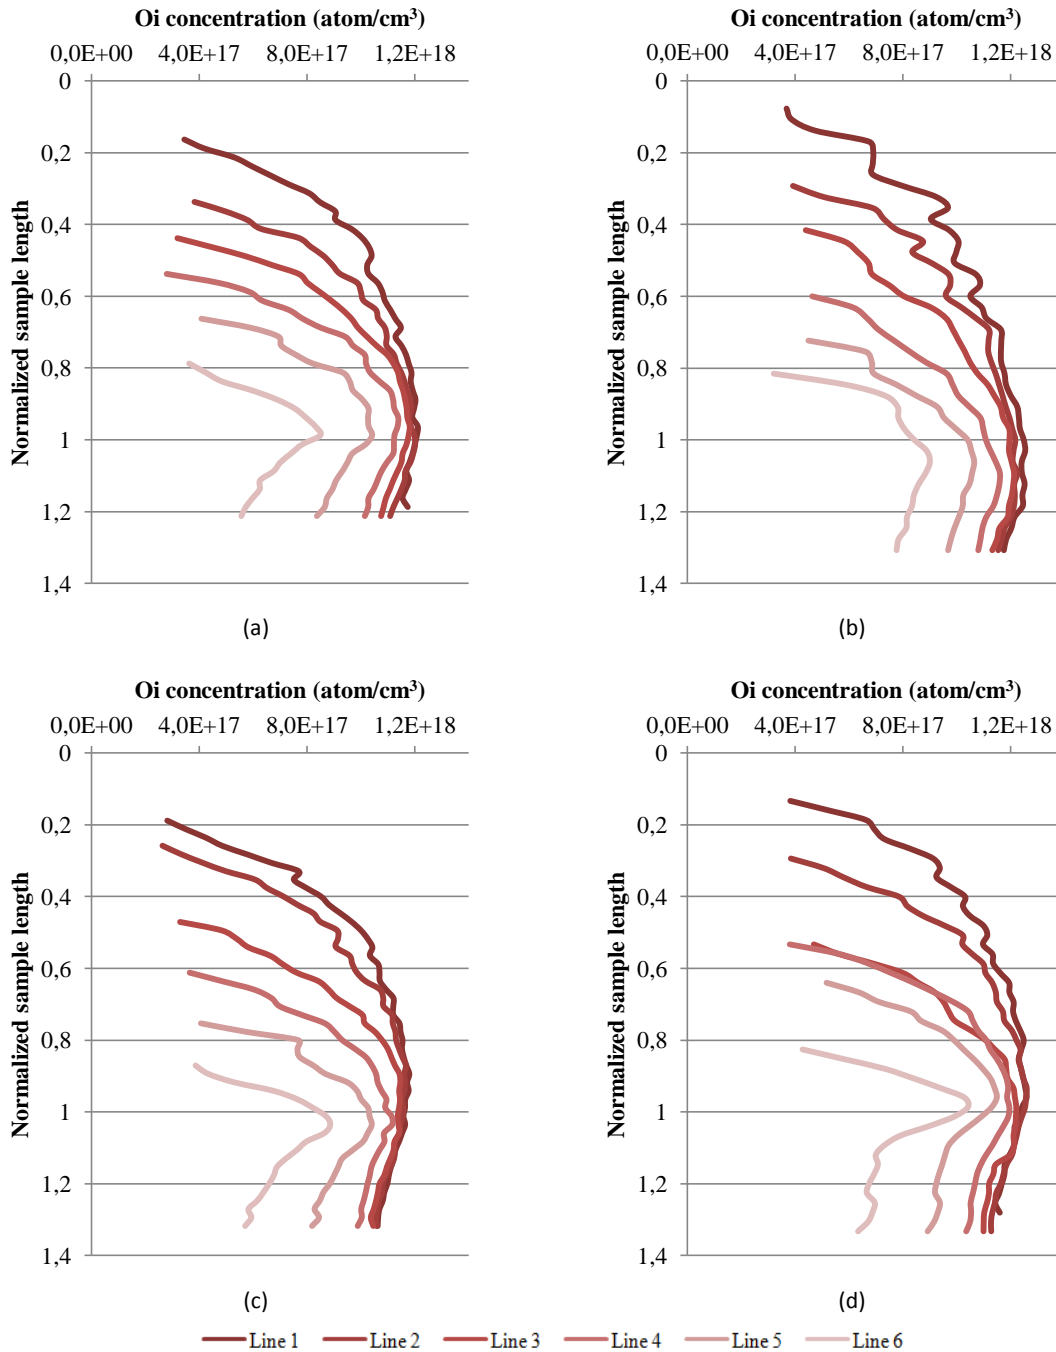 Oi concentration (atom/cm³)
0,0E+00 4,0E+17 8,0E+17 1,2E+18
0
0,2
0,4
0,6
0,8
1
1,2
1,4
Normalized sample length
(a)
Oi concentration (atom/cm³)
0,0E+00 4,0E+17 8,0E+17 1,2E+18
0
0,2
0,4
0,6
0,8
1
1,2
1,4
Normalized sample length
(b)
Oi concentration (atom/cm³)
0,0E+00 4,0E+17 8,0E+17 1,2E+18
0
0,2
0,4
0,6
0,8
1
1,2
1,4
Normalized sample length
(c)
Oi concentration (atom/cm³)
0,0E+00 4,0E+17 8,0E+17 1,2E+18
0
0,2
0,4
0,6
0,8
1
1,2
1,4
Normalized sample length
(d)
Line 1 Line 2 Line 3 Line 4 Line 5 Line 6